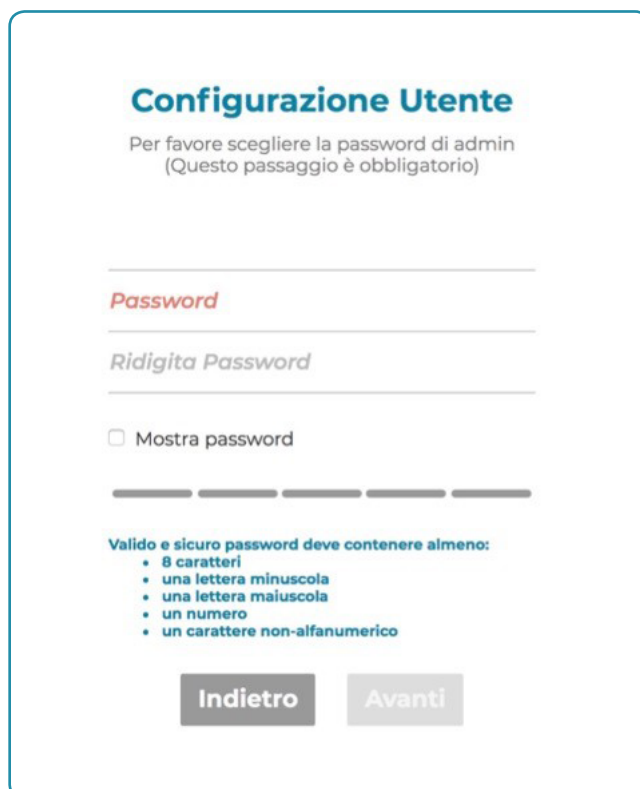 Configurazione Utente
Per favore scegliere la password di admin
(Questo passaggio è obbligatorio)
Password
Ridigita Password
Mostra password
Valido e sicuro password deve contenere almeno:
• 8 caratteri
• una lettera minuscola
• una lettera maiuscola
• un numero
• un carattere non-alfanumerico
Indietro
Avanti